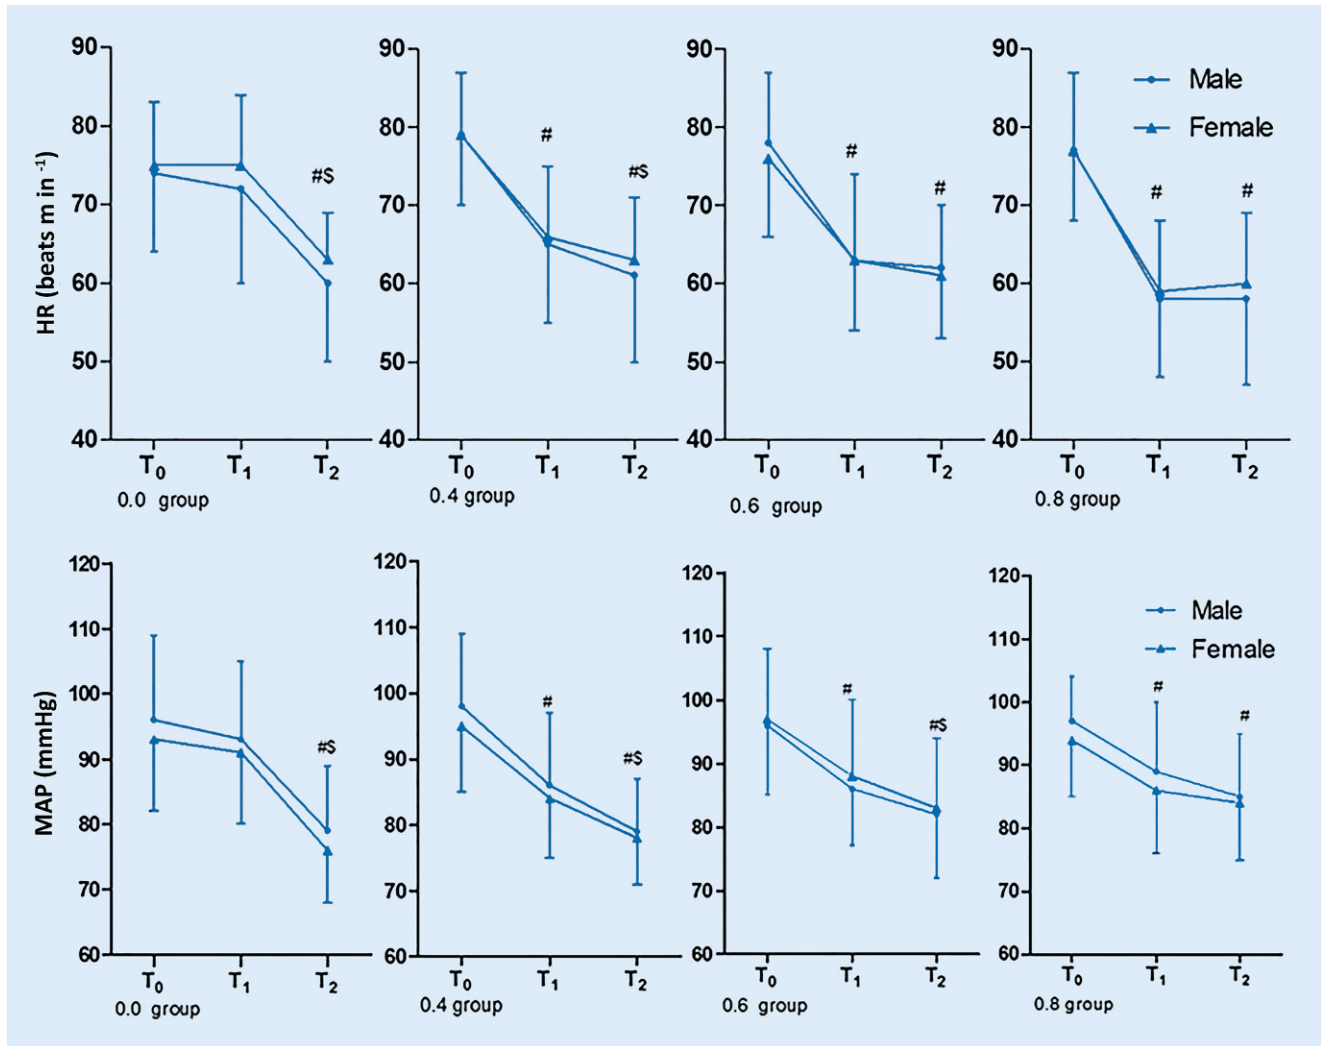 HR (beats m in -1)
90
80
70
60
50
40
#$
T0
T1
T2
0.0 group
90
80
70
60
50
40
#
#$
T0
T1
T2
0.4 group
90
80
70
60
50
40
#
#
T0
T1
T2
0.6 group
90
80
70
60
50
40
Male
Female
#
#
T0
T1
T2
0.8 group
MAP (mmHg)
120
110
100
90
80
70
60
#$
T0
T1
T2
0.0 group
120
110
100
90
80
70
60
#
#$
T0
T1
T2
0.4 group
120
110
100
90
80
70
60
#
#$
T0
T1
T2
0.6 group
120
110
100
90
80
70
60
Male
Female
#
#
T0
T1
T2
0.8 group